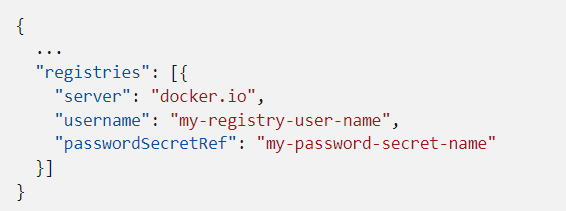 {
  ...
  "registries": [{
    "server": "docker.io",
    "username": "my-registry-user-name",
    "passwordSecretRef": "my-password-secret-name"
  }]
}